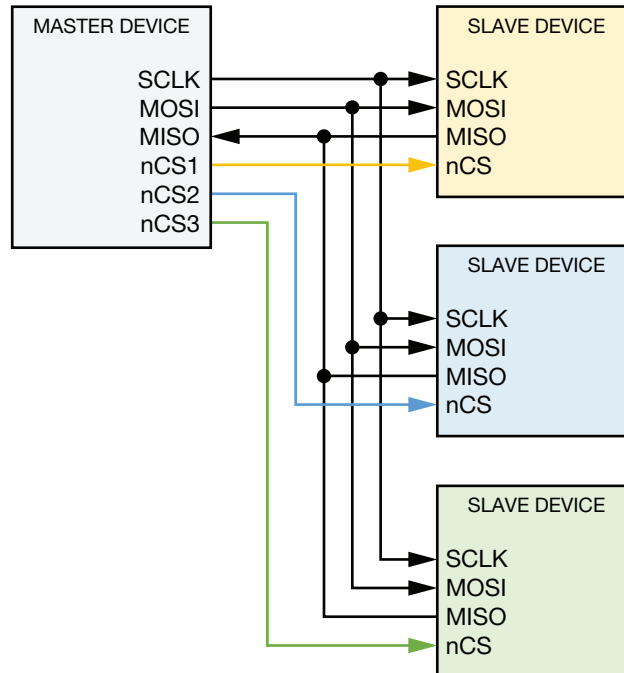 MASTER DEVICE
SCLK
MOSI
MISO
nCS1
nCS2
nCS3
SLAVE DEVICE
SCLK
MOSI
MISO
nCS
SLAVE DEVICE
SCLK
MOSI
MISO
nCS
SLAVE DEVICE
SCLK
MOSI
MISO
nCS